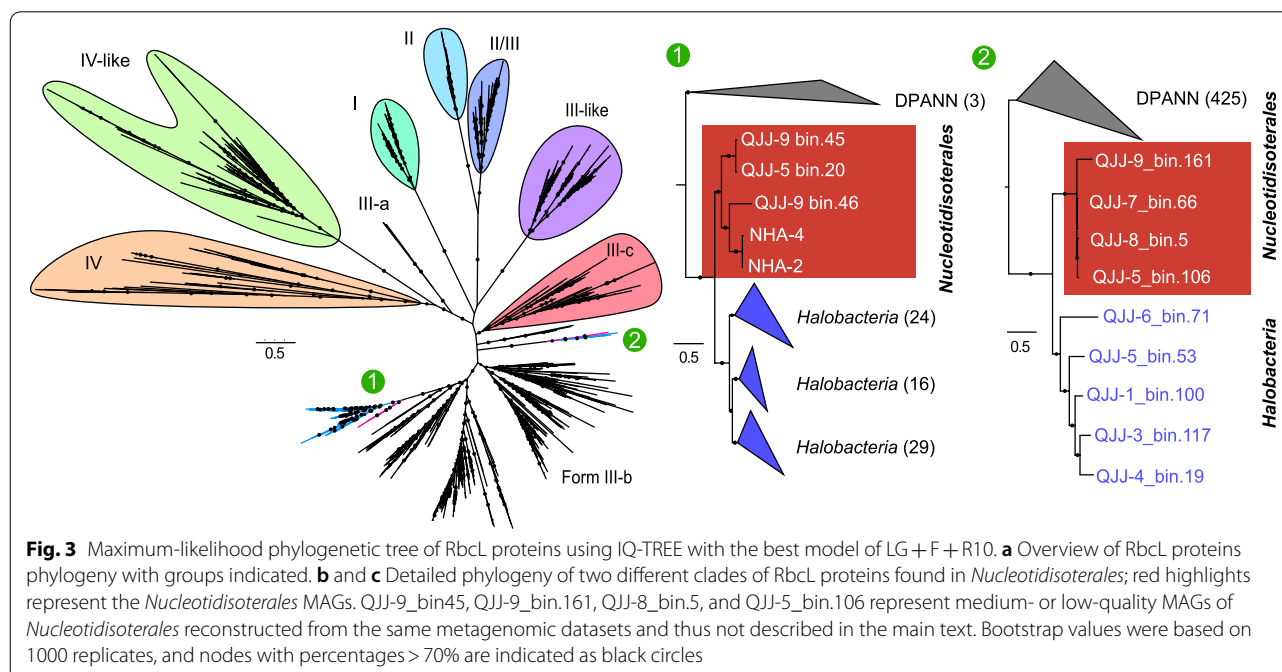 IV-like
II
II/III
I
III-like
III-a
IV
III-c
0.5
2
1
Form III-b
1
DPANN (3)
QJJ-9 bin.45
QJJ-5 bin.20
QJJ-9 bin.46
NHA-4
NHA-2
Nucleotidisoterales
0.5
Halobacteria (24)
Halobacteria (16)
Halobacteria (29)
2
DPANN (425)
QJJ-9_bin.161
QJJ-7_bin.66
QJJ-8_bin.5
QJJ-5_bin.106
Nucleotidisoterales
0.5
QJJ-6_bin.71
QJJ-5_bin.53
QJJ-1_bin.100
QJJ-3_bin.117
QJJ-4_bin.19
Halobacteria
Fig. 3 Maximum-likelihood phylogenetic tree of RbcL proteins using IQ-TREE with the best model of LG + F + R10. a Overview of RbcL proteins
phylogeny with groups indicated. b and c Detailed phylogeny of two different clades of RbcL proteins found in Nucleotidisoterales; red highlights
represent the Nucleotidisoterales MAGs. QJJ-9_bin45, QJJ-9_bin.161, QJJ-8_bin.5, and QJJ-5_bin.106 represent medium- or low-quality MAGs of
Nucleotidisoterales reconstructed from the same metagenomic datasets and thus not described in the main text. Bootstrap values were based on
1000 replicates, and nodes with percentages > 70% are indicated as black circles